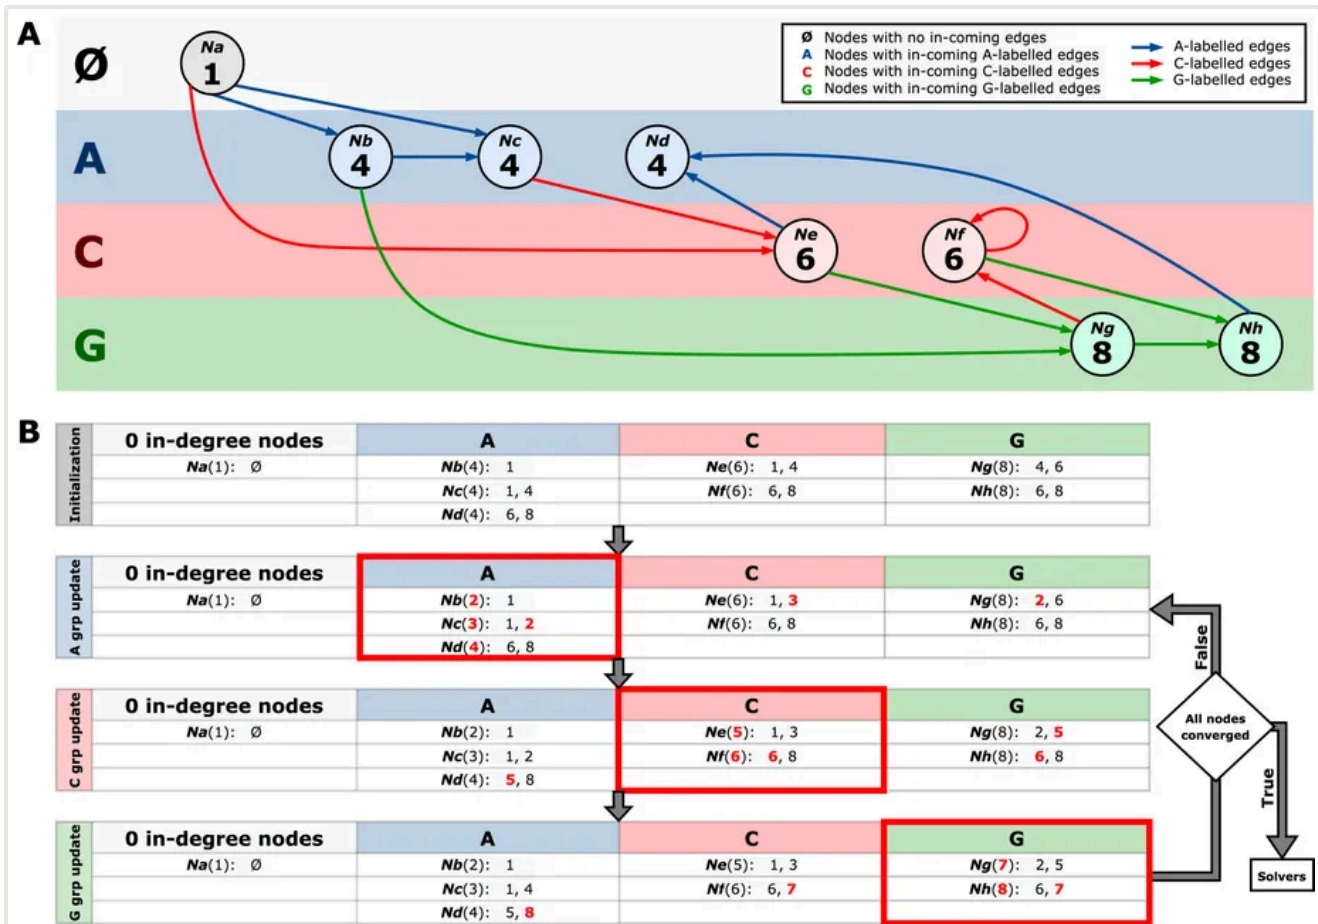 A
Ø
Na
1
Ø Nodes with no in-coming edges
A Nodes with in-coming A-labelled edges
C Nodes with in-coming C-labelled edges
G Nodes with in-coming G-labelled edges
A-labelled edges
C-labelled edges
G-labelled edges
A
Nb
4
Nc
4
Nd
4
C
Ne
6
Nf
6
G
Ng
8
Nh
8
B
Initialization
0 in-degree nodes A C G
Na(1): Ø Nb(4): 1 Ne(6): 1, 4 Ng(8): 4, 6
Nc(4): 1, 4 Nf(6): 6, 8 Nh(8): 6, 8
Nd(4): 6, 8
A grp update
0 in-degree nodes A C G
Na(1): Ø Nb(2): 1 Ne(6): 1, 3 Ng(8): 2, 6
Nc(3): 1, 2 Nf(6): 6, 8 Nh(8): 6, 8
Nd(4): 6, 8
C grp update
0 in-degree nodes A C G
Na(1): Ø Nb(2): 1 Ne(5): 1, 3 Ng(8): 2, 5
Nc(3): 1, 2 Nf(6): 6, 8 Nh(8): 6, 8
Nd(4): 5, 8
G grp update
0 in-degree nodes A C G
Na(1): Ø Nb(2): 1 Ne(5): 1, 3 Ng(7): 2, 5
Nc(3): 1, 4 Nf(6): 6, 7 Nh(8): 6, 7
Nd(4): 5, 8
False
All nodes
converged
True
Solvers